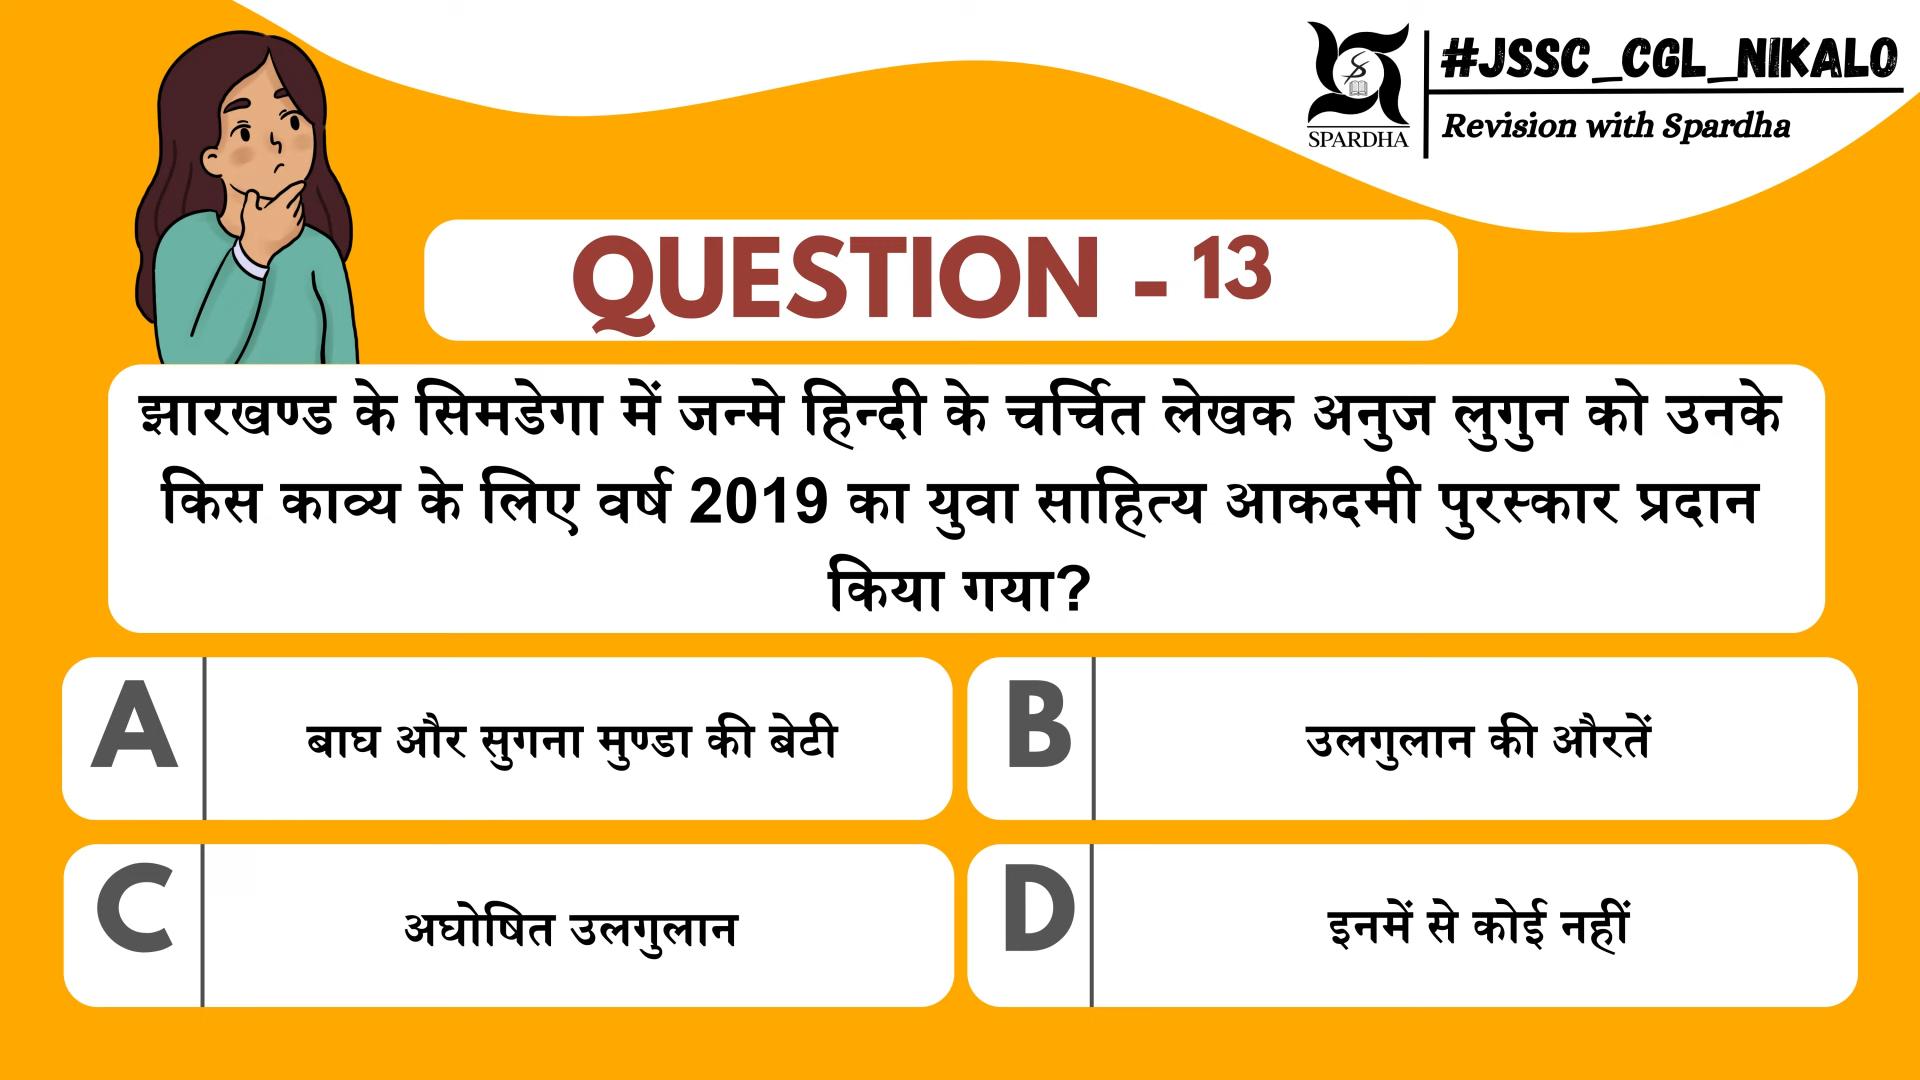 #JSSC_CGL_NIKALO
SPARDHA
Revision with Spardha
QUESTION - 13
झारखण्ड के सिमडेगा में जन्मे हिन्दी के चर्चित लेखक अनुज लुगुन को उनके
किस काव्य के लिए वर्ष 2019 का युवा साहित्य आकदमी पुरस्कार प्रदान
किया गया?
A बाघ और सुगना मुण्डा की बेटी
B उलगुलान की औरतें
C अघोषित उलगुलान
D इनमें से कोई नहीं